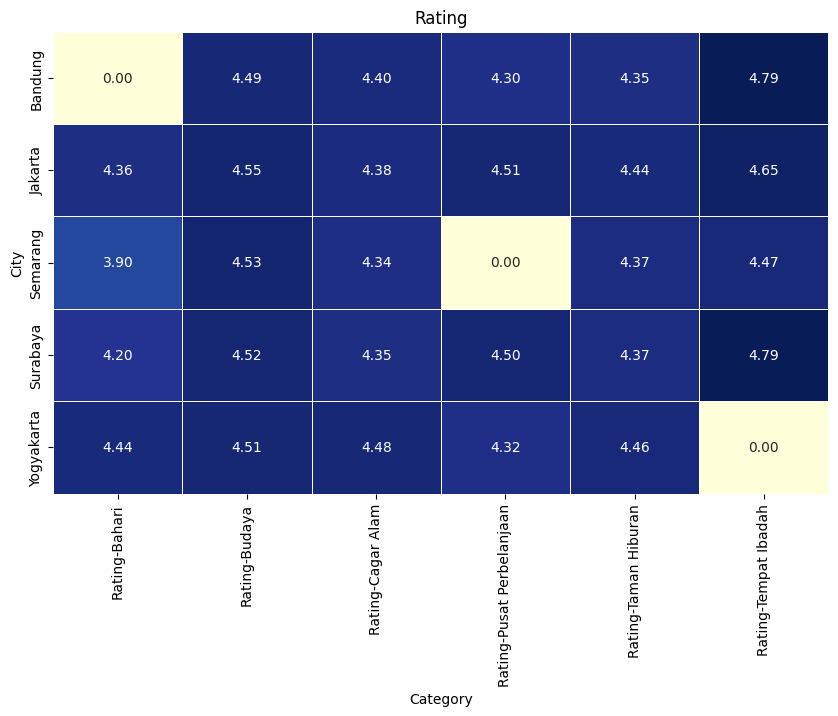 Rating
City
Bandung 0.00 4.49 4.40 4.30 4.35 4.79
Jakarta 4.36 4.55 4.38 4.51 4.44 4.65
Semarang 3.90 4.53 4.34 0.00 4.37 4.47
Surabaya 4.20 4.52 4.35 4.50 4.37 4.79
Yogyakarta 4.44 4.51 4.48 4.32 4.46 0.00
Rating-Bahari
Rating-Budaya
Rating-Cagar Alam
Rating-Pusat Perbelanjaan
Rating-Taman Hiburan
Rating-Tempat Ibadah
Category